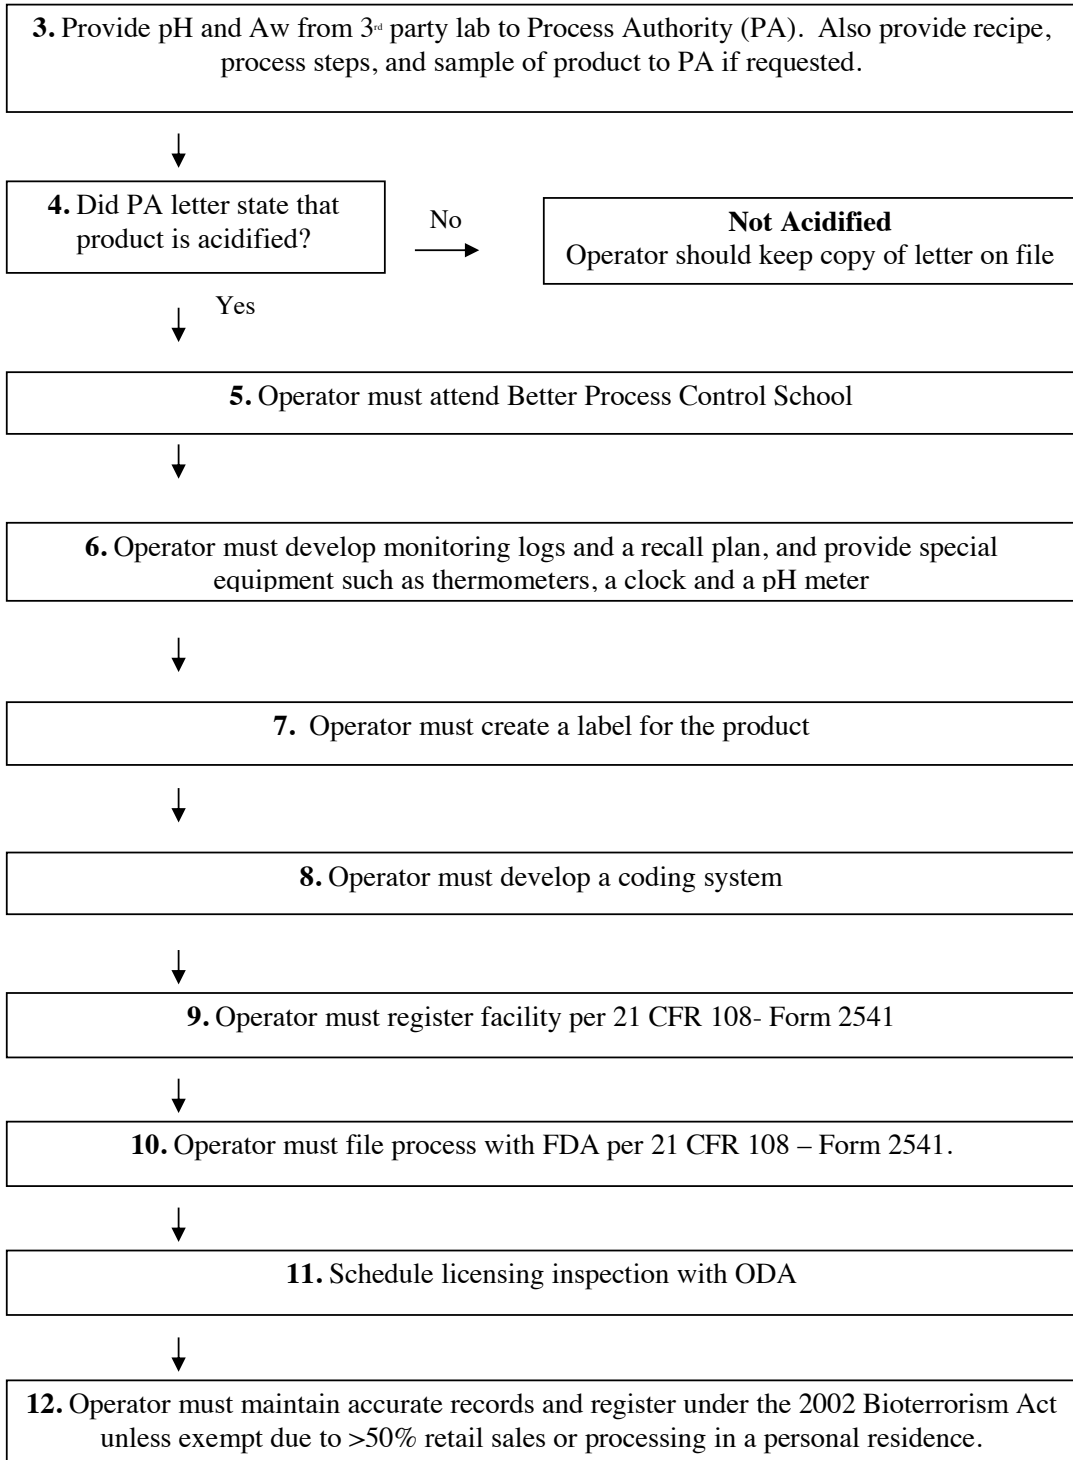 3. Provide pH and Aw from 3rd party lab to Process Authority (PA).  Also provide recipe,
process steps, and sample of product to PA if requested.
4. Did PA letter state that
product is acidified?
No
Not Acidified
Operator should keep copy of letter on file
Yes
5. Operator must attend Better Process Control School
6. Operator must develop monitoring logs and a recall plan, and provide special
equipment such as thermometers, a clock and a pH meter
7.  Operator must create a label for the product
8. Operator must develop a coding system
9. Operator must register facility per 21 CFR 108- Form 2541
10. Operator must file process with FDA per 21 CFR 108 – Form 2541.
11. Schedule licensing inspection with ODA
12. Operator must maintain accurate records and register under the 2002 Bioterrorism Act
unless exempt due to >50% retail sales or processing in a personal residence.